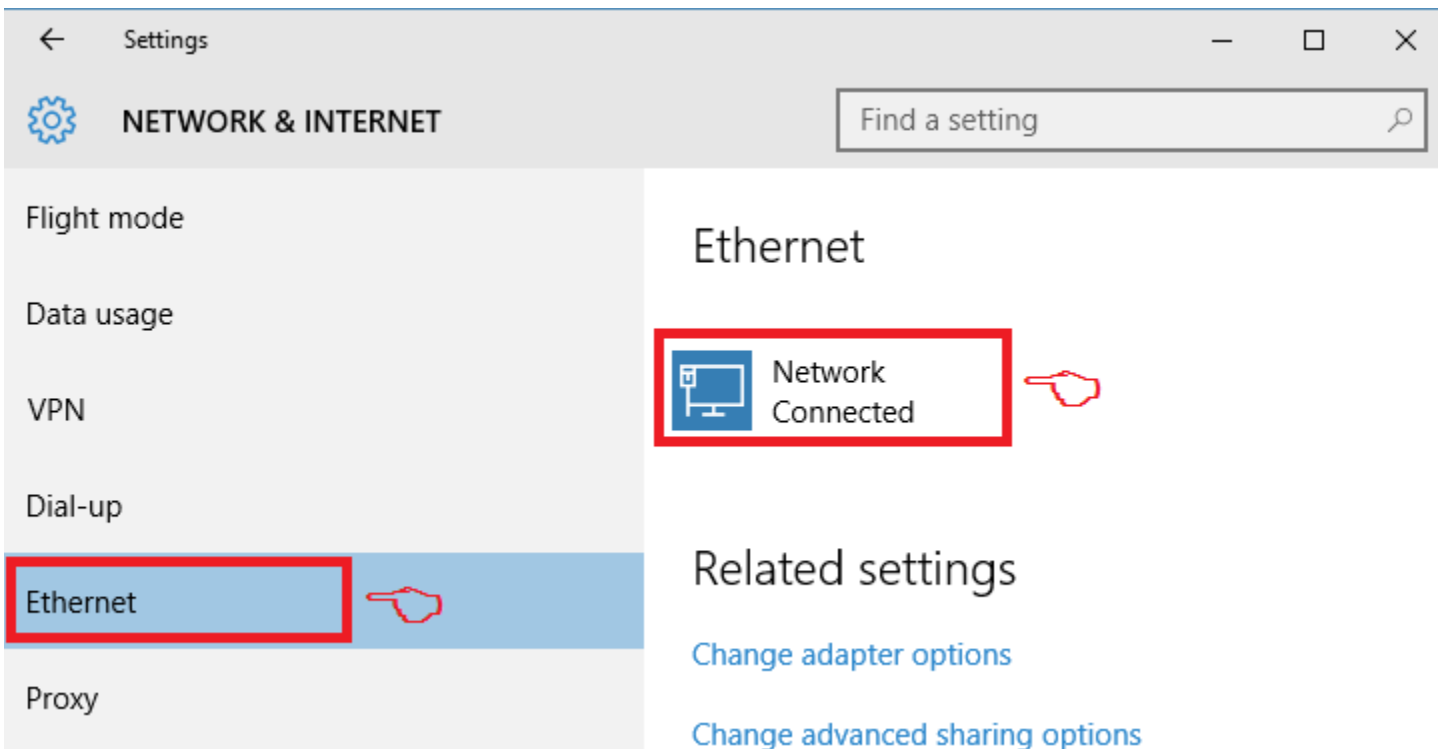 Settings
NETWORK & INTERNET
Find a setting
Flight mode
Data usage
VPN
Dial-up
Ethernet
Proxy
Ethernet
Network
Connected
Related settings
Change adapter options
Change advanced sharing options